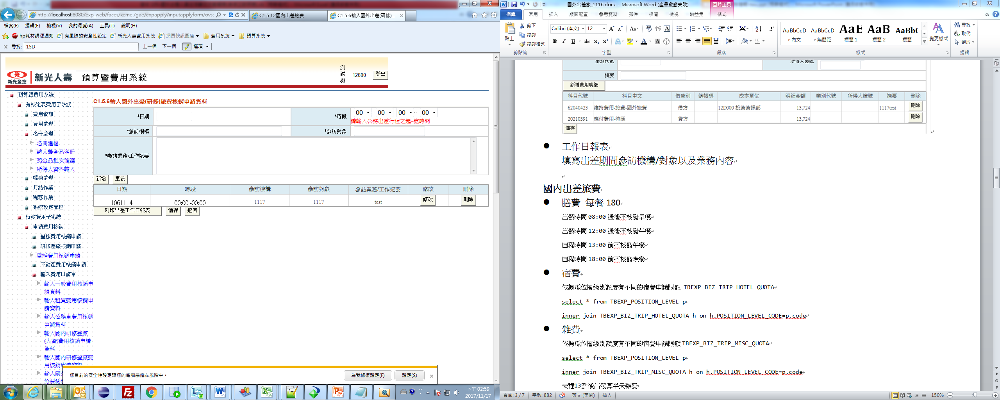 http://localhost:8080/exp_web/faces/kernel/gae/expapply/inputapplyform/ovsa
C1.5.12國內出差旅費
C1.5.6輸入國外出差(研修)...
檔案(F) 編輯(E) 檢視(V) 我的最愛(A) 工具(T) 說明(H)
hp耗材調漲通知 有風險的安全性設定 新光人壽費用系統 網頁快訊圖庫 費用系統 預算系統
尋找: 15D 上一個 下一個 選項
新光金控 新光人壽 預算暨費用系統
測試機 12690 登出
預算暨費用系統
有核定表費用子系統
費用資訊
費用處理
名冊處理
名冊建檔
轉入獎金品名冊
獎金品批次維護
所得人資料轉入
帳務處理
月結作業
稅務作業
系統設定管理
行政費用子系統
申請費用核銷
醫檢費用核銷申請
研修差旅核銷申請
電話費用核銷申請
不動產費用核銷申請
輸入費用申請單
輸入一般費用核銷申
請資料
輸入租賃費用核銷申
請資料
輸入公務車費用核銷
申請資料
輸入國內研修差旅
(人資)費用核銷申請
資料
輸入國內研修差旅費
用核銷申請資料
旅費核銷
C1.5.6輸入國外出差(研修)旅費核銷申請資料
*日期 *時段 00 : 00 00 ~ 00
請輸入公務出差行程之起~訖時間
*參訪機構 *參訪對象
*參訪業務/工作紀要
新增 重設
日期 時段 參訪機構 參訪對象 參訪業務/工作紀要 修改 刪除
1061114 00:00~00:00 1117 1117 test 修改 刪除
列印出差工作日報表 儲存 返回
您目前的安全性設定讓您的電腦暴露在風險中。 為我修復設定(F) 設定(S)
下午 02:59
2017/11/17
國外出差旅_1116.docx - Microsoft Word (產品啟動失敗)
圖片工具
檔案 常用 插入 版面配置 參考資料 郵件 校閱 檢視 增益集 格式
貼上 剪下 複製 複製格式 剪貼簿
Calibri (本文) 12 字型
段落
AaBbCcD AaBbCcD AaB AaB AaBbC
內文 無間距 標題 1 標題 2 標題
變更樣式 樣式
尋找 取代 選取 編輯
業別代號 所得人證號
摘要
新增費用明細
科目代號 科目中文 借貸別 銷帳碼 成本單位 明細金額 業別代號 所得人證號 摘要 刪除
62040423 維持費用-旅費-國外旅費 借方 12D000 投資資訊部 13,724 1117test 刪除
20210391 應付費用-待匯 貸方 13,724 刪除
儲存
● 工作日報表
填寫出差期間參訪機構/對象以及業務內容
國內出差旅費
● 膳費 每餐 180
出發時間 08:00 過後不核發早餐
出發時間 12:00 過後不核發午餐
回程時間 13:00 前不核發午餐
回程時間 18:00 前不核發晚餐
● 宿費
依據職位層級別額度有不同的宿費申請限額 TBEXP_BIZ_TRIP_HOTEL_QUOTA
select * from TBEXP_POSITION_LEVEL p
inner join TBEXP_BIZ_TRIP_HOTEL_QUOTA h on h.POSITION_LEVEL_CODE=p.code
● 雜費
依據職位層級別額度有不同的宿費申請限額 TBEXP_BIZ_TRIP_MISC_QUOTA
select * from TBEXP_POSITION_LEVEL p
inner join TBEXP_BIZ_TRIP_MISC_QUOTA h on h.POSITION_LEVEL_CODE=p.code
去程13點後出發算半天雜費
頁面: 3 / 7 字數: 882 英文 (美國) 插入 150%